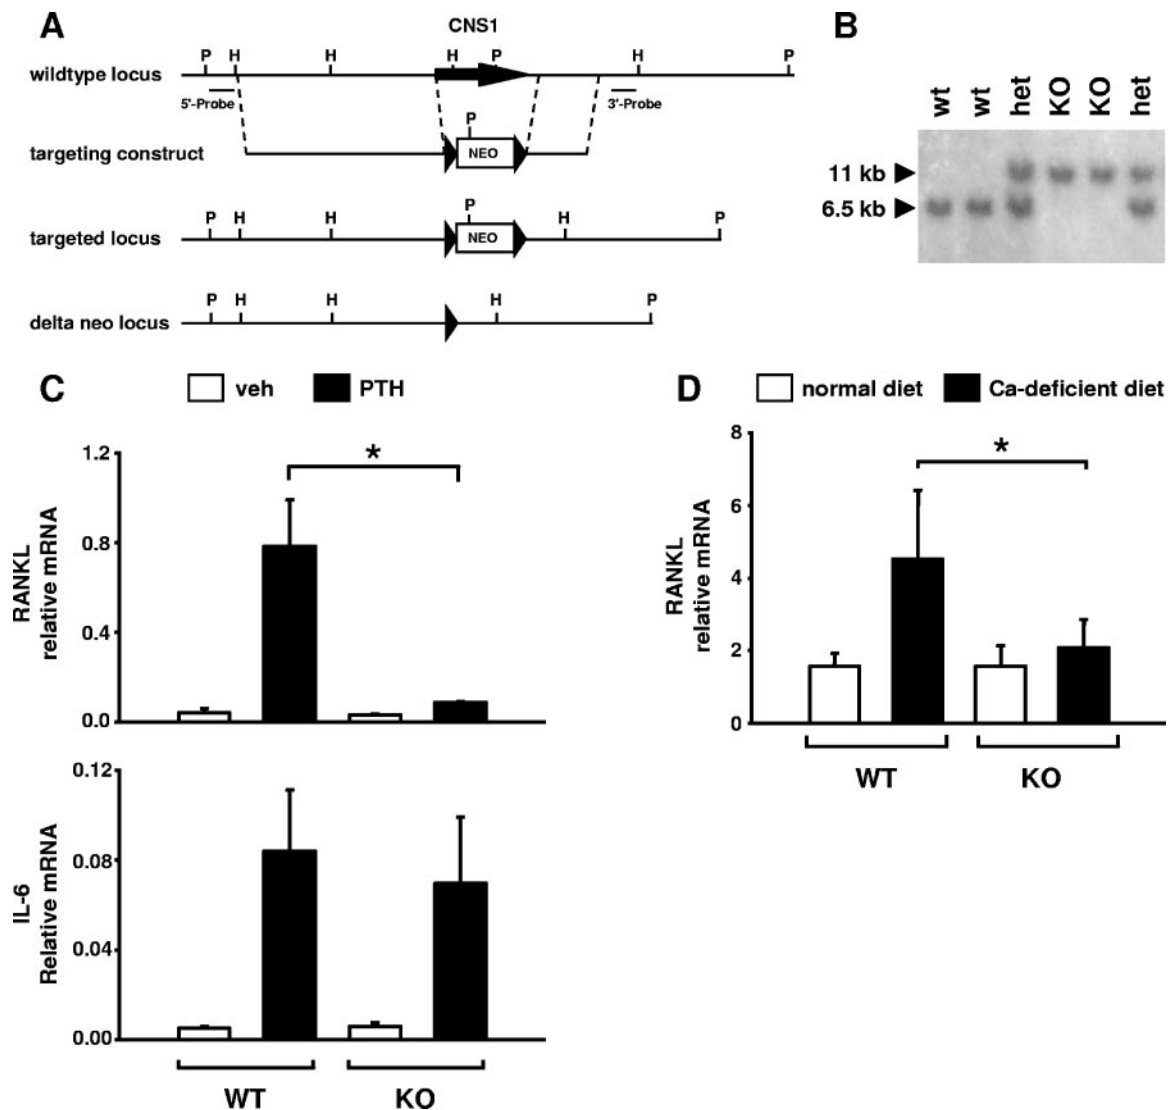 A
CNS1
P H H H P H P
wildtype locus
5'-Probe 3'-Probe
P
targeting construct
NEO
P H H P H P
targeted locus
NEO
P H H H P
delta neo locus
B
wt wt het KO KO het
11 kb
6.5 kb
C
veh PTH
1.2
0.8
0.4
0.0
RANKL
relative mRNA
*
0.12
0.08
0.04
0.00
IL-6
Relative mRNA
WT KO
D
normal diet Ca-deficient diet
8
6
4
2
0
RANKL
relative mRNA
*
WT KO